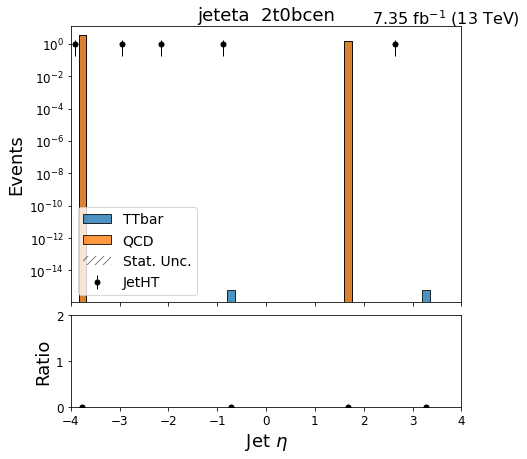 jeteta 2t0bcen
7.35 fb⁻¹ (13 TeV)
Events
10⁰
10⁻²
10⁻⁴
10⁻⁶
10⁻⁸
10⁻¹⁰
10⁻¹²
10⁻¹⁴
TTbar
QCD
Stat. Unc.
JetHT
Ratio
2
1
0
−4 −3 −2 −1 0 1 2 3 4
Jet η